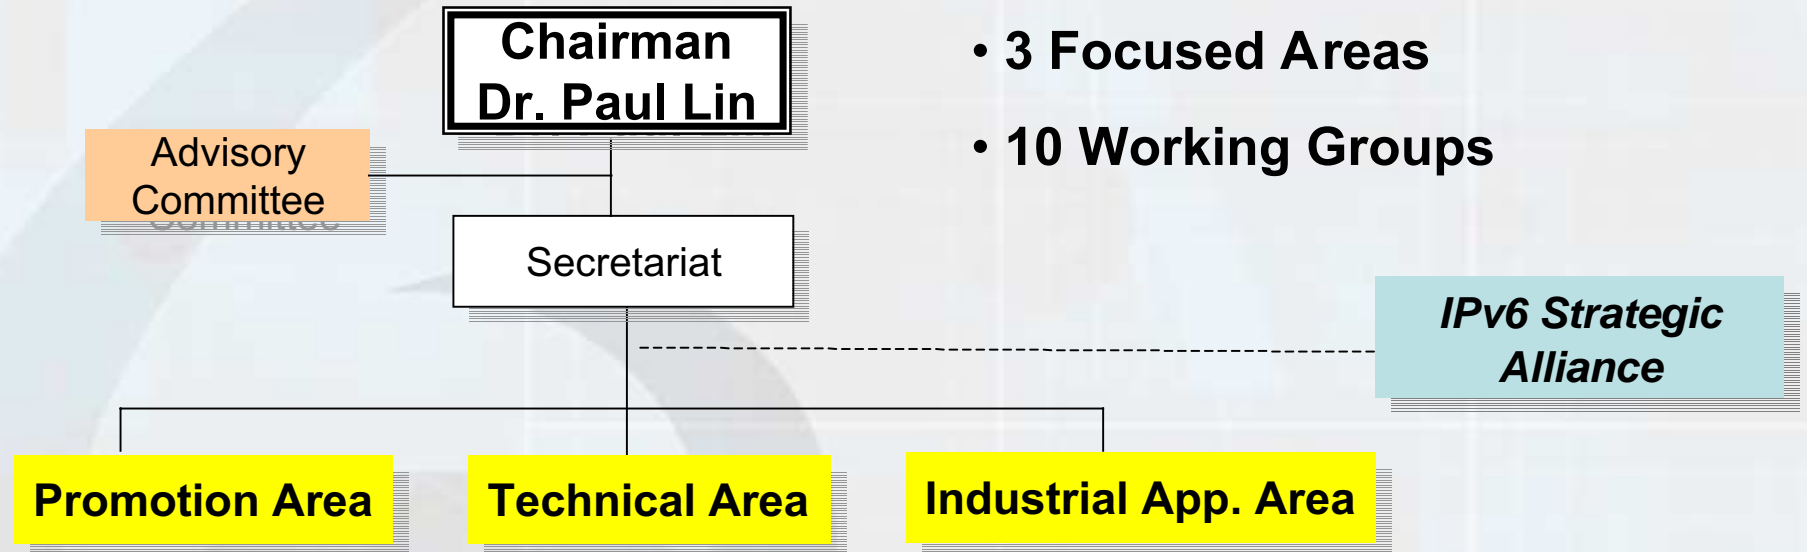 Chairman
Dr. Paul Lin
• 3 Focused Areas
• 10 Working Groups
Advisory
Committee
Secretariat
IPv6 Strategic
Alliance
Promotion Area
Technical Area
Industrial App. Area